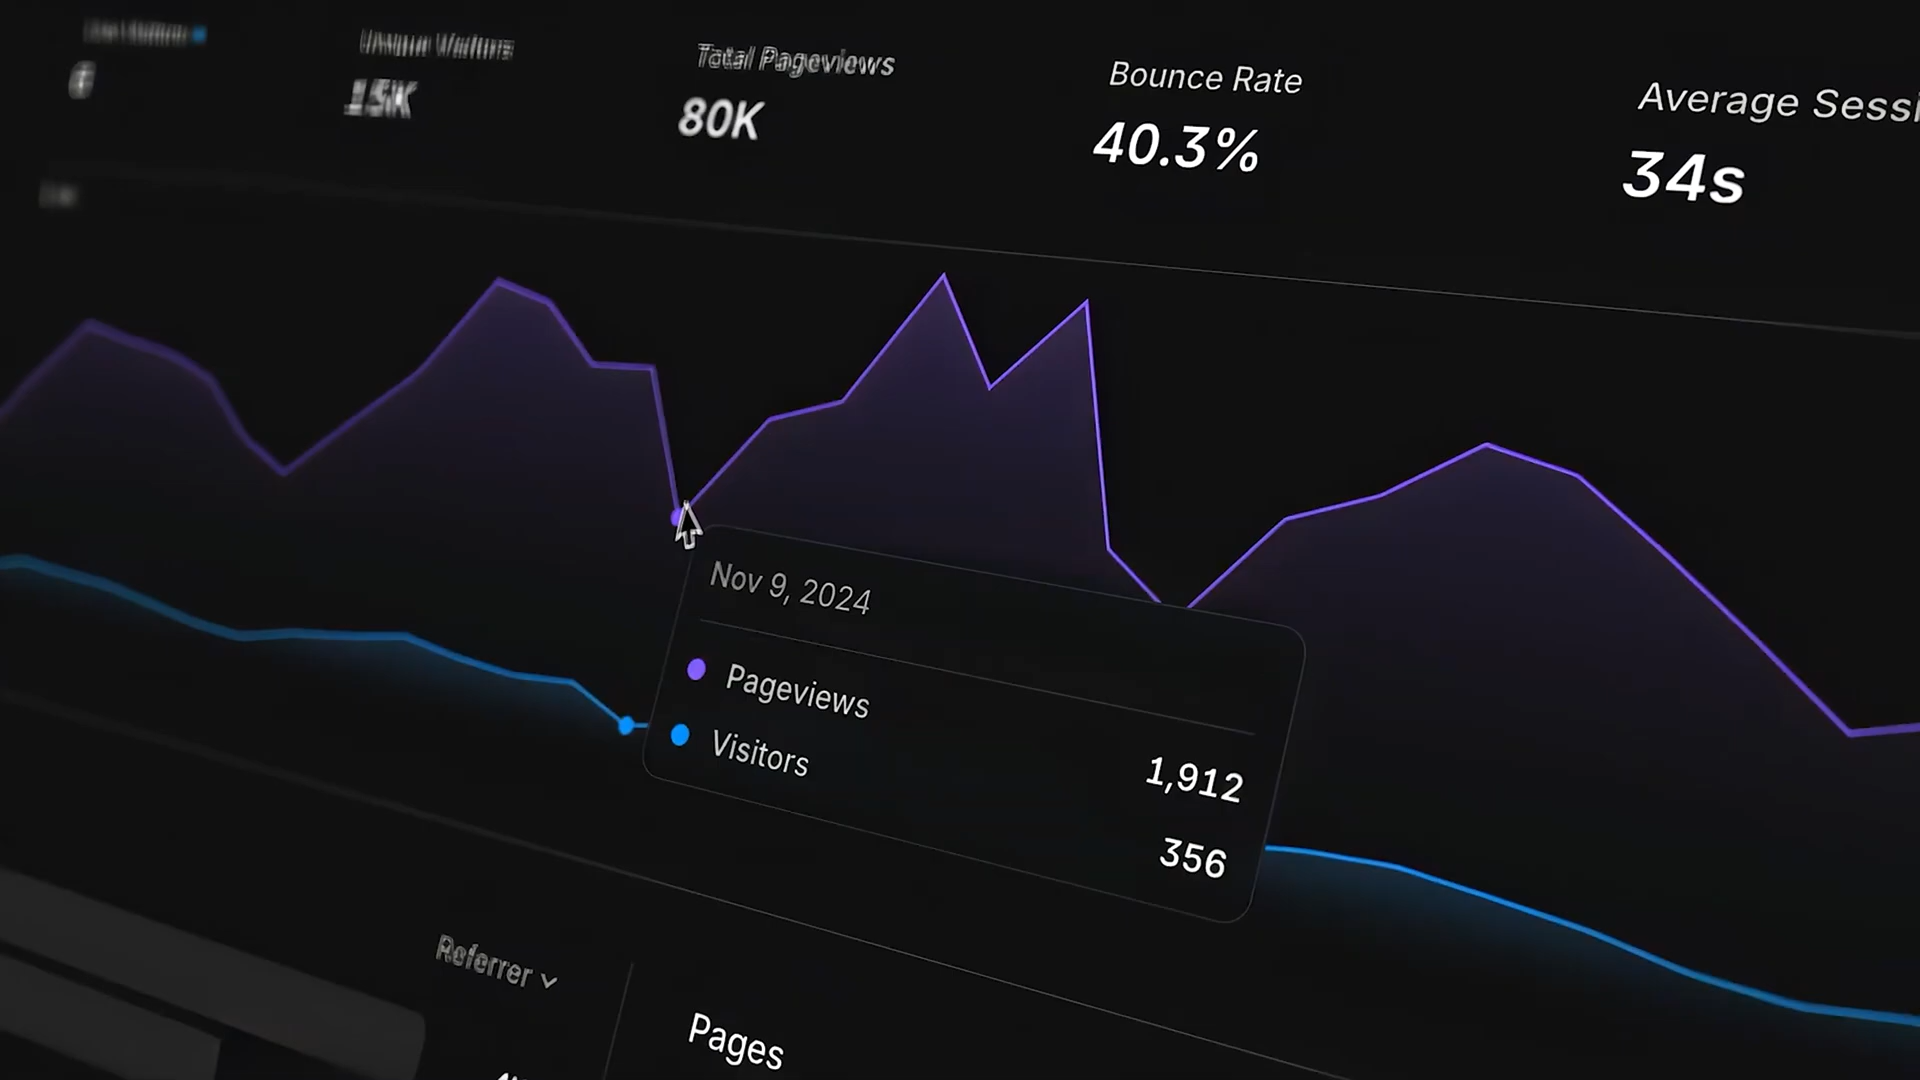 Unique Visitors
15K
Total Pageviews
80K
Bounce Rate
40.3%
Average Sessi
34s
Nov 9, 2024
Pageviews
1,912
Visitors
356
Referrer
Pages